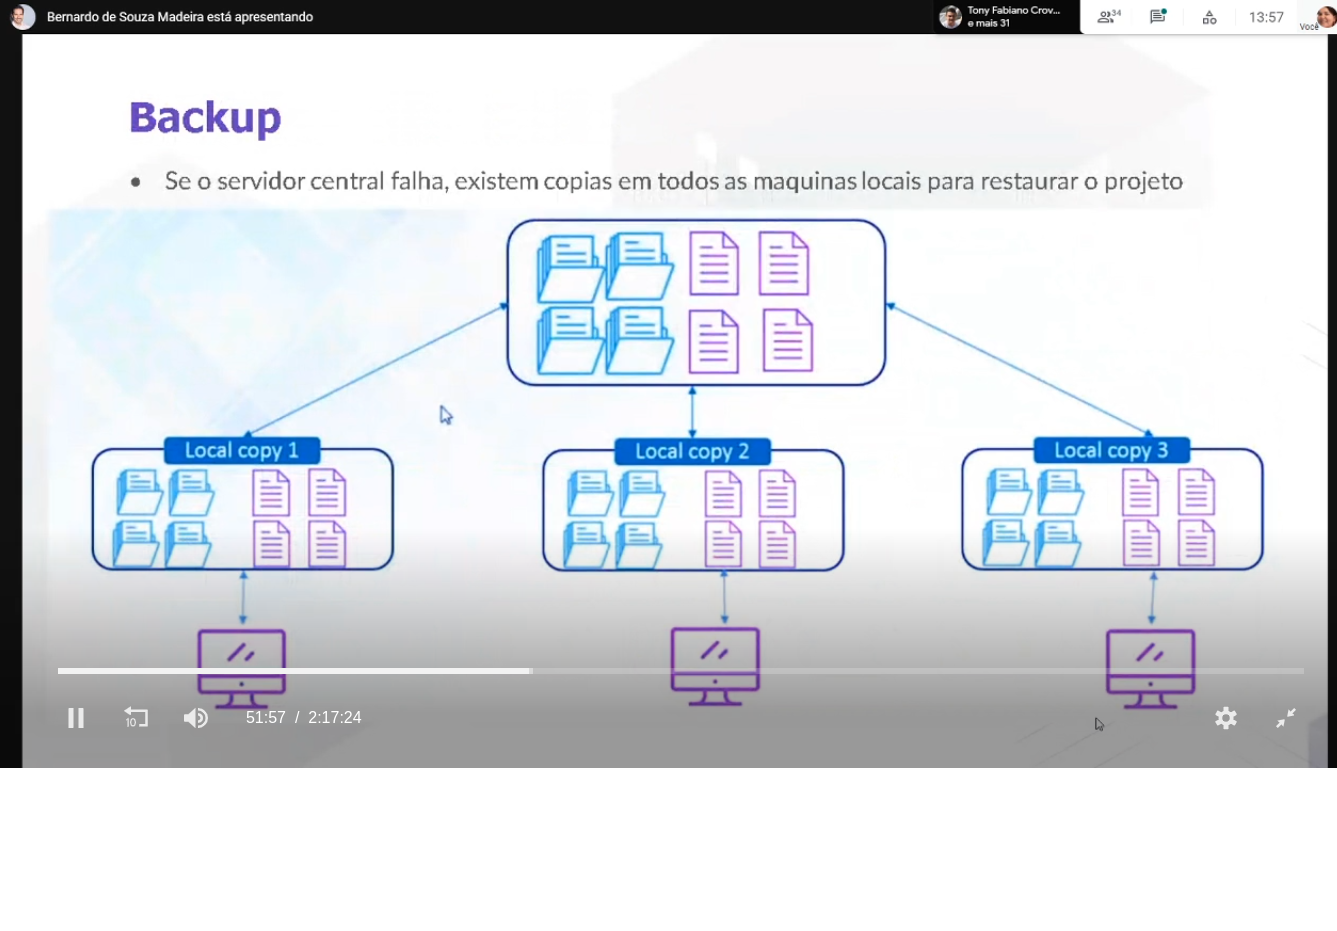 Bernardo de Souza Madeira está apresentando
Tony Fabiano Crov...
e mais 31
34
13:57
Você
Backup
• Se o servidor central falha, existem copias em todos as maquinas locais para restaurar o projeto
Local copy 1
Local copy 2
Local copy 3
10
51:57 / 2:17:24